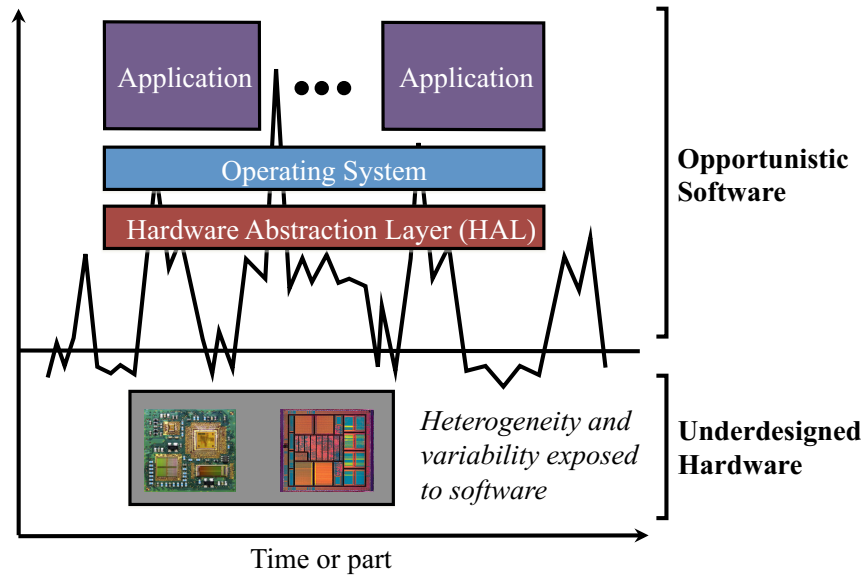 Application
Application
Operating System
Hardware Abstraction Layer (HAL)
Opportunistic
Software
Heterogeneity and
variability exposed
to software
Underdesigned
Hardware
Time or part